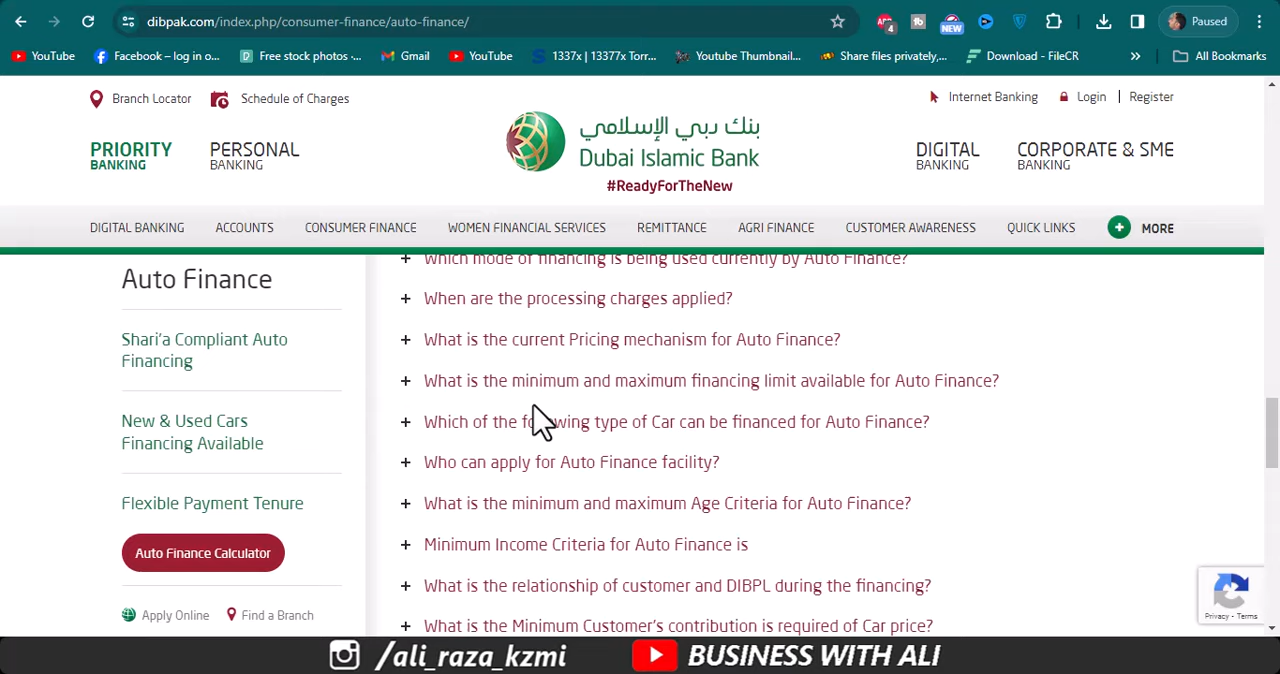 dibpak.com/index.php/consumer-finance/auto-finance/
4
NEW
Paused
YouTube
Facebook – log in o...
Free stock photos ·...
Gmail
YouTube
1337x | 13377x Torr...
Youtube Thumbnail...
Share files privately,...
Download - FileCR
»
All Bookmarks
Branch Locator
Schedule of Charges
Internet Banking
Login
Register
PRIORITY
BANKING
PERSONAL
BANKING
بنك دبي الإسلامي
Dubai Islamic Bank
#ReadyForTheNew
DIGITAL
BANKING
CORPORATE & SME
BANKING
DIGITAL BANKING
ACCOUNTS
CONSUMER FINANCE
WOMEN FINANCIAL SERVICES
REMITTANCE
AGRI FINANCE
CUSTOMER AWARENESS
QUICK LINKS
+ MORE
Auto Finance
Shari'a Compliant Auto
Financing
New & Used Cars
Financing Available
Flexible Payment Tenure
Auto Finance Calculator
Apply Online
Find a Branch
+ Which mode of financing is being used currently by Auto Finance?
+ When are the processing charges applied?
+ What is the current Pricing mechanism for Auto Finance?
+ What is the minimum and maximum financing limit available for Auto Finance?
+ Which of the following type of Car can be financed for Auto Finance?
+ Who can apply for Auto Finance facility?
+ What is the minimum and maximum Age Criteria for Auto Finance?
+ Minimum Income Criteria for Auto Finance is
+ What is the relationship of customer and DIBPL during the financing?
+ What is the Minimum Customer's contribution is required of Car price?
Privacy - Terms
/ali_raza_kzmi
BUSINESS WITH ALI